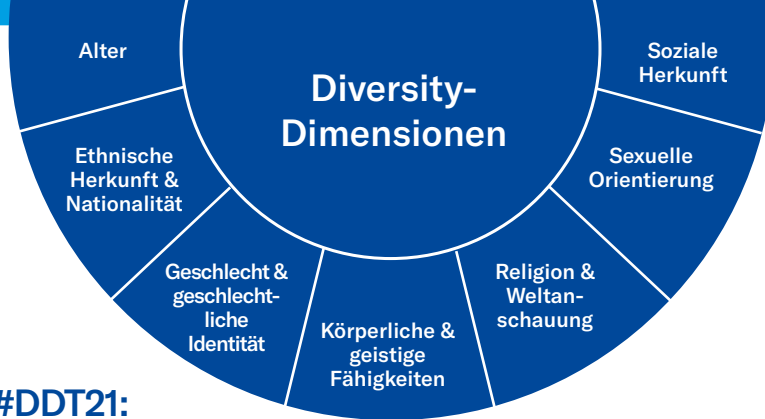 Diversity-
Dimensionen
Alter
Ethnische
Herkunft &
Nationalität
Geschlecht &
geschlecht-
liche
Identität
Körperliche &
geistige
Fähigkeiten
Religion &
Weltan-
schauung
Sexuelle
Orientierung
Soziale
Herkunft
#DDT21: